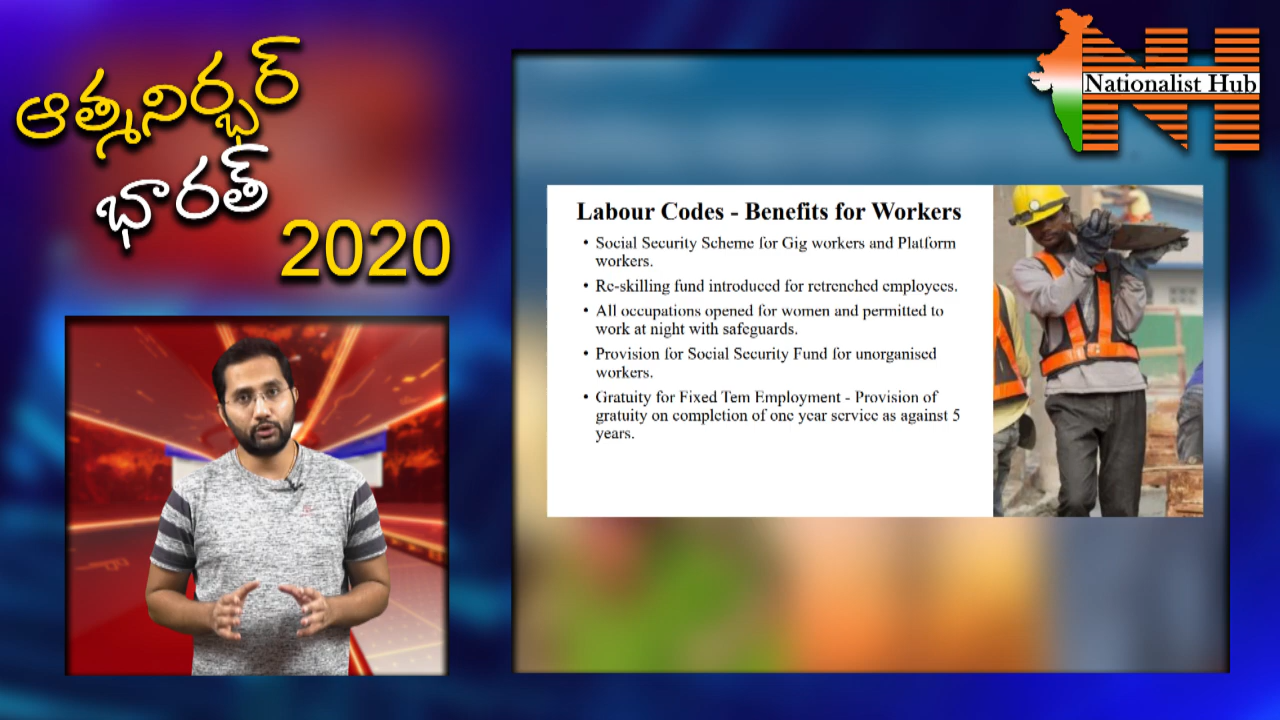 ఆత్మనిర్భర్
భారత్
2020
Nationalist Hub
Labour Codes - Benefits for Workers
• Social Security Scheme for Gig workers and Platform
workers.
• Re-skilling fund introduced for retrenched employees.
• All occupations opened for women and permitted to
work at night with safeguards.
• Provision for Social Security Fund for unorganised
workers.
• Gratuity for Fixed Tem Employment - Provision of
gratuity on completion of one year service as against 5
years.